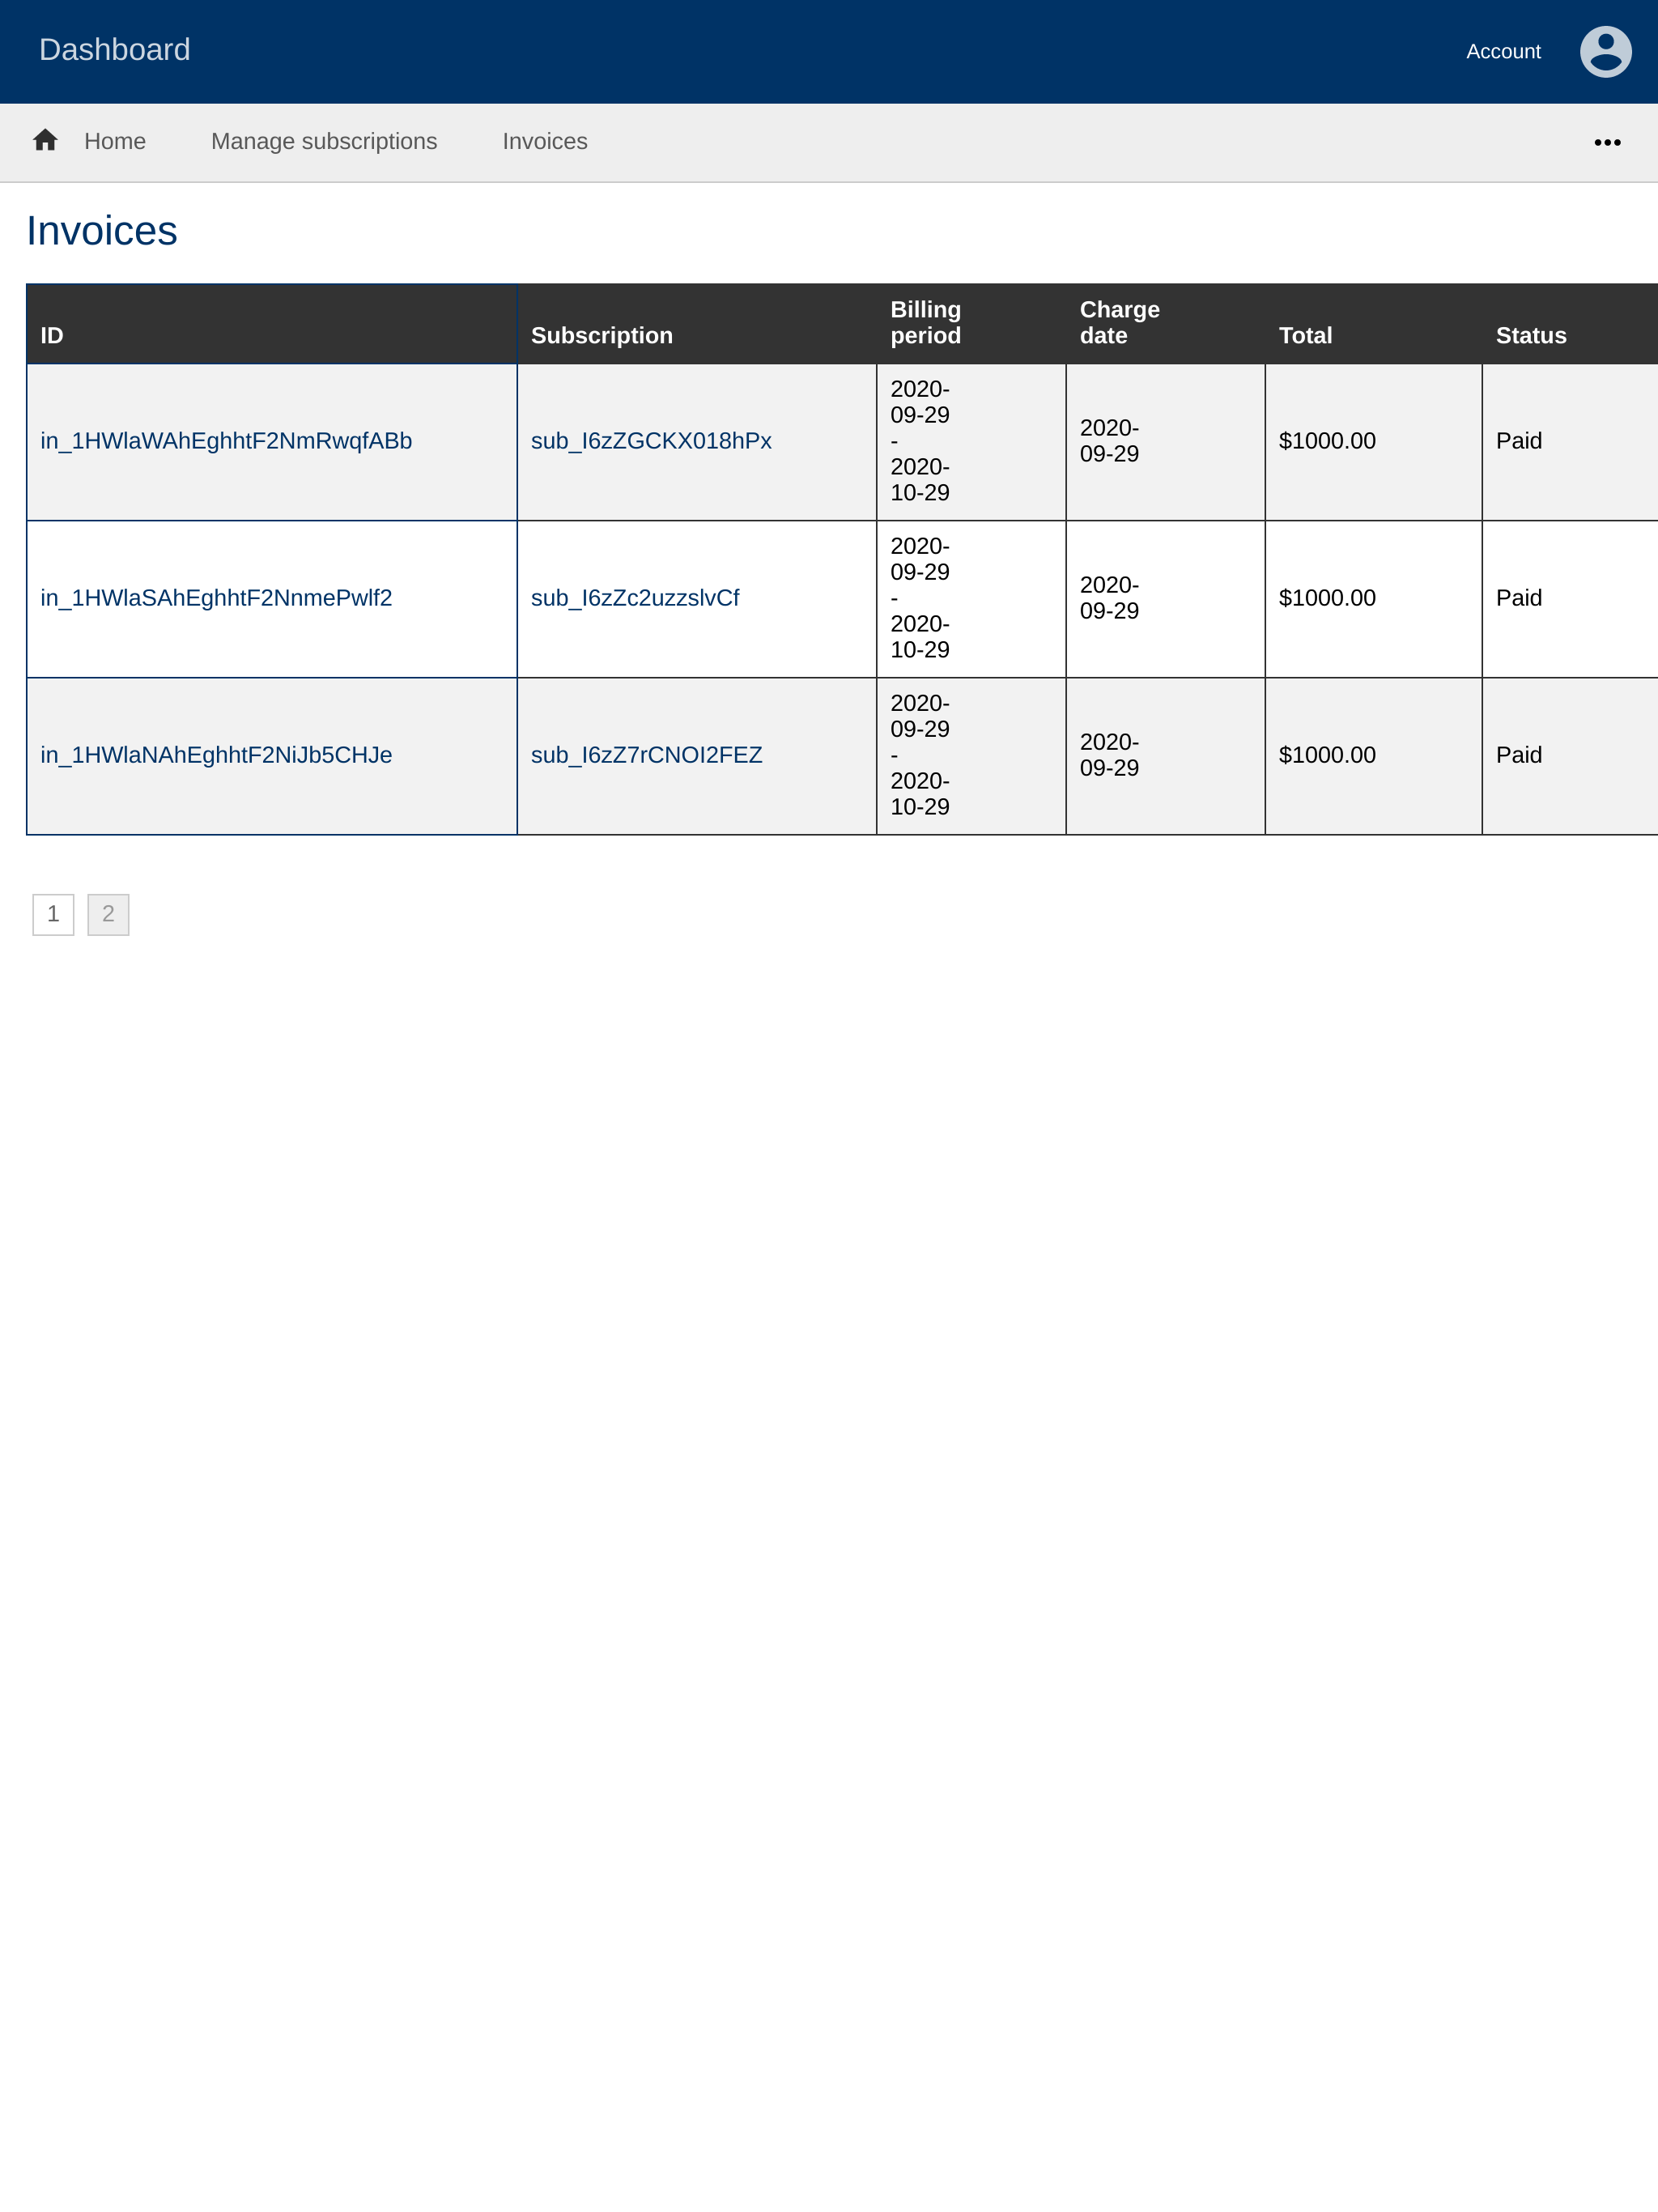 Dashboard
Account
Home
Manage subscriptions
Invoices
Invoices
ID
Subscription
Billing
period
Charge
date
Total
Status
in_1HWlaWAhEghhtF2NmRwqfABb
sub_I6zZGCKX018hPx
2020-
09-29
-
2020-
10-29
2020-
09-29
$1000.00
Paid
in_1HWlaSAhEghhtF2NnmePwlf2
sub_I6zZc2uzzslvCf
2020-
09-29
-
2020-
10-29
2020-
09-29
$1000.00
Paid
in_1HWlaNAhEghhtF2NiJb5CHJe
sub_I6zZ7rCNOI2FEZ
2020-
09-29
-
2020-
10-29
2020-
09-29
$1000.00
Paid
1
2